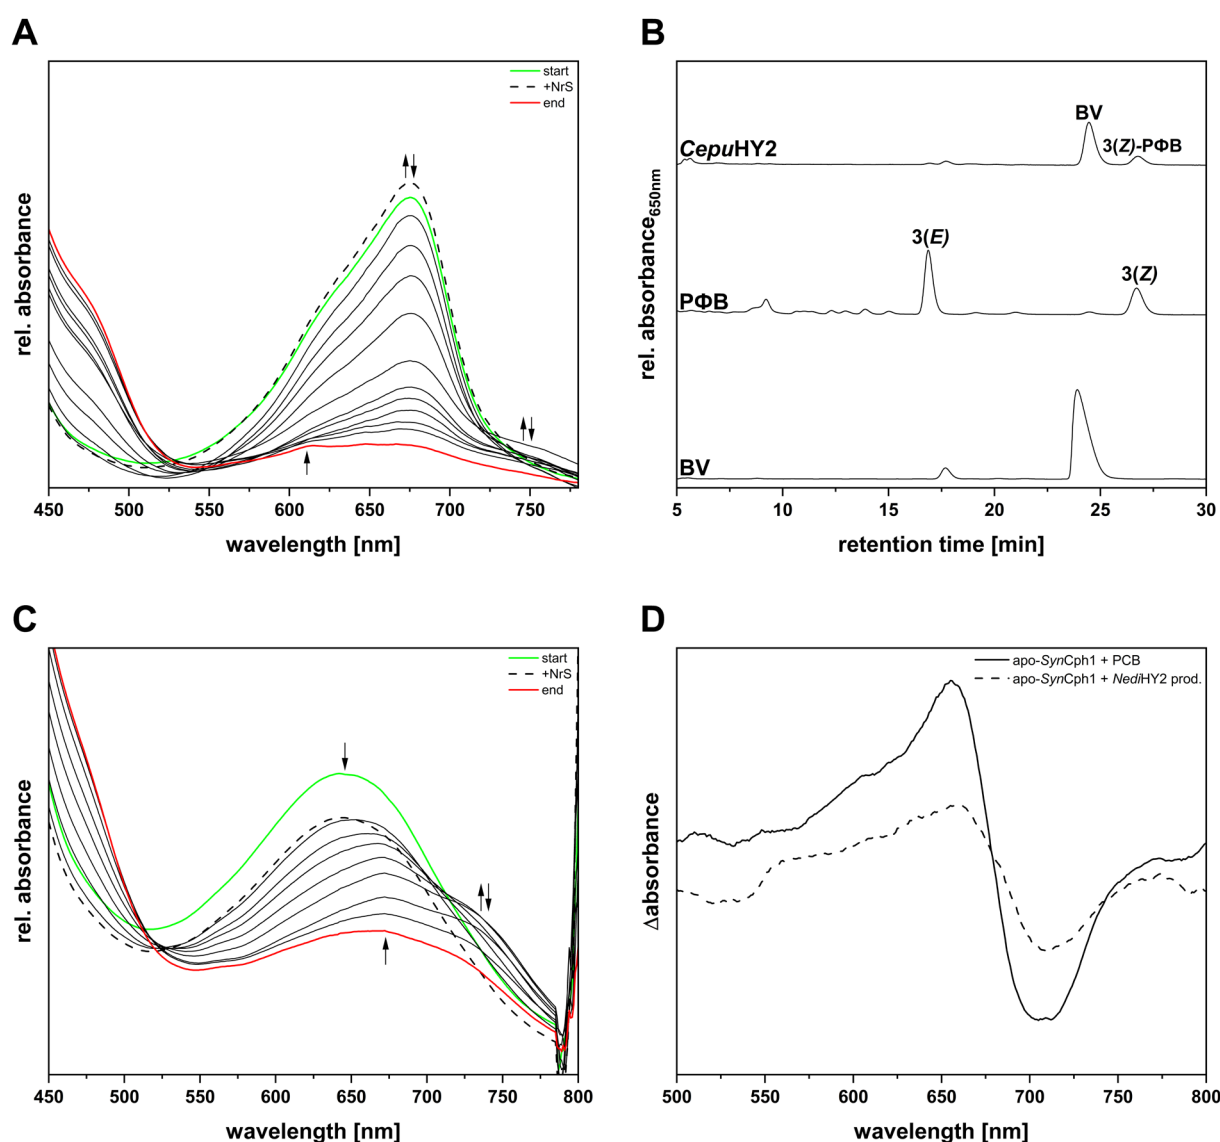 A
start
+NrS
end
rel. absorbance
450 500 550 600 650 700 750
wavelength [nm]
B
CepuHY2
BV
3(Z)-PΦB
3(E)
3(Z)
PΦB
BV
rel. absorbance650nm
5 10 15 20 25 30
retention time [min]
C
start
+NrS
end
rel. absorbance
450 500 550 600 650 700 750 800
wavelength [nm]
D
apo-SynCph1 + PCB
apo-SynCph1 + NediHY2 prod.
Δabsorbance
500 550 600 650 700 750 800
wavelength [nm]